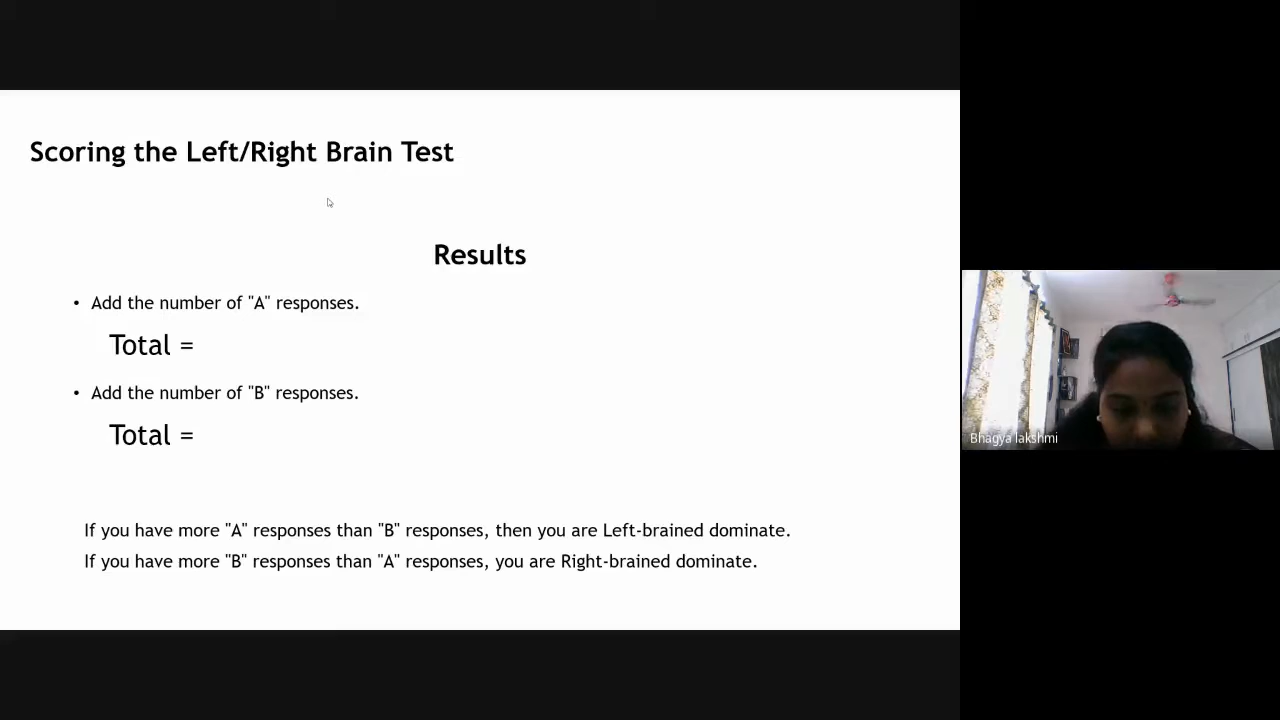 Scoring the Left/Right Brain Test
Results
• Add the number of "A" responses.
Total =
• Add the number of "B" responses.
Total =
If you have more "A" responses than "B" responses, then you are Left-brained dominate.
If you have more "B" responses than "A" responses, you are Right-brained dominate.
Bhagya lakshmi